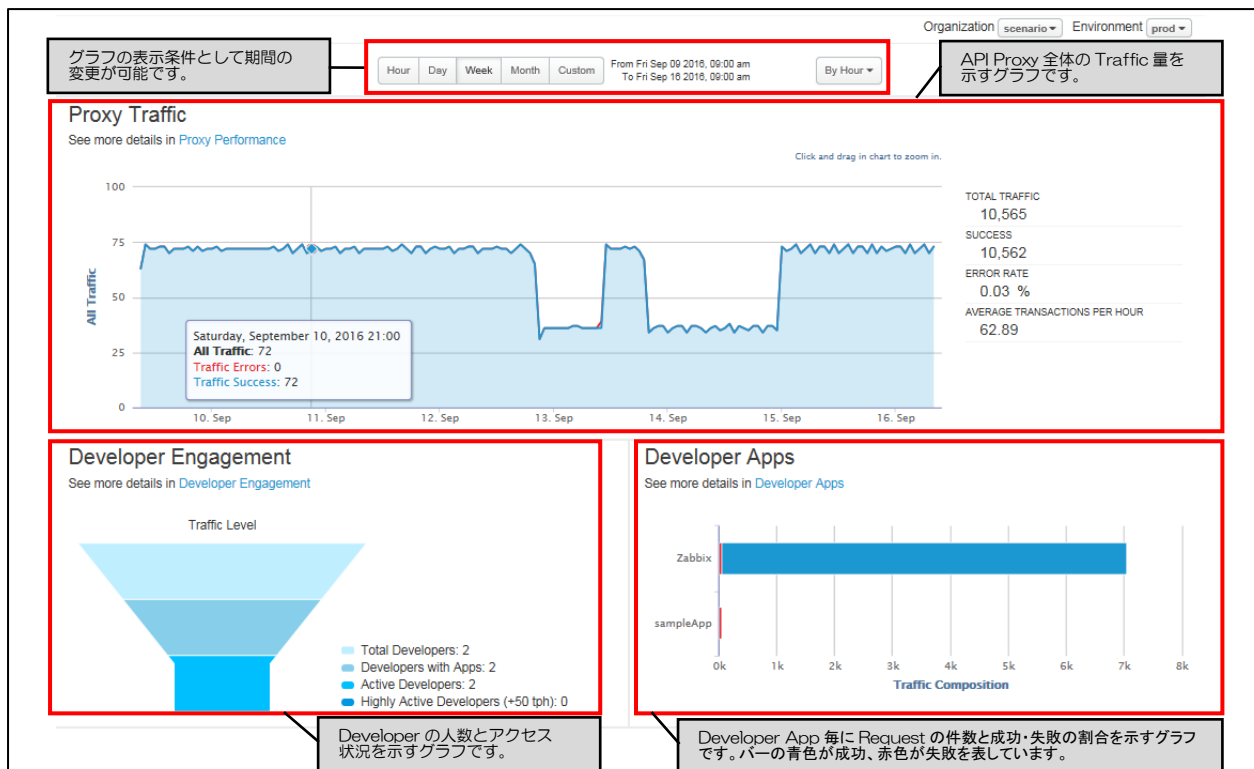 Organization scenario Environment prod
グラフの表示条件として期間の
変更が可能です。
Hour Day Week Month Custom
From Fri Sep 09 2016, 09:00 am
To Fri Sep 16 2016, 09:00 am
By Hour
API Proxy 全体の Traffic 量を
示すグラフです。
Proxy Traffic
See more details in Proxy Performance
Click and drag in chart to zoom in.
All Traffic
100
75
50
25
0
Saturday, September 10, 2016 21:00
All Traffic: 72
Traffic Errors: 0
Traffic Success: 72
10. Sep 11. Sep 12. Sep 13. Sep 14. Sep 15. Sep 16. Sep
TOTAL TRAFFIC
10,565
SUCCESS
10,562
ERROR RATE
0.03 %
AVERAGE TRANSACTIONS PER HOUR
62.89
Developer Engagement
See more details in Developer Engagement
Traffic Level
Total Developers: 2
Developers with Apps: 2
Active Developers: 2
Highly Active Developers (+50 tph): 0
Developer の人数とアクセス
状況を示すグラフです。
Developer Apps
See more details in Developer Apps
Zabbix
sampleApp
0k 1k 2k 3k 4k 5k 6k 7k 8k
Traffic Composition
Developer App 毎に Request の件数と成功・失敗の割合を示すグラフ
です。バーの青色が成功、赤色が失敗を表しています。